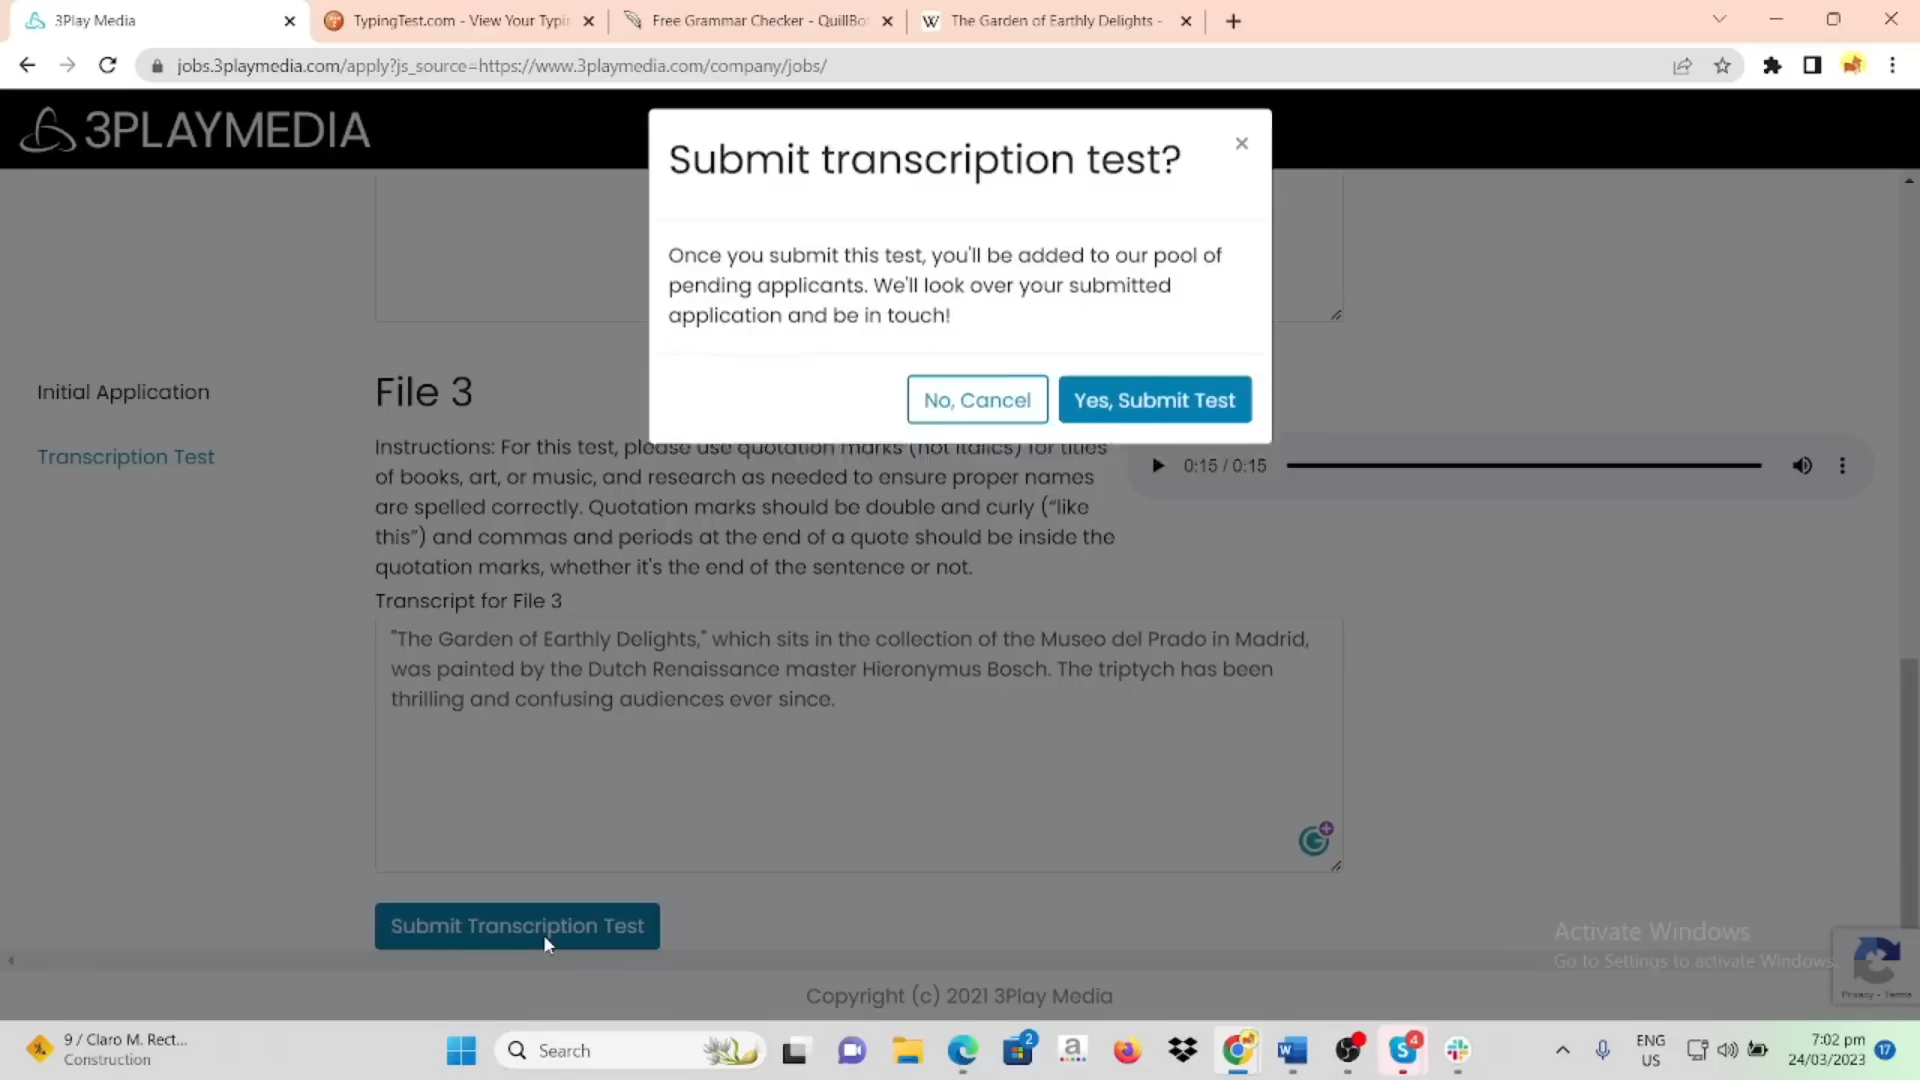 3Play Media
TypingTest.com - View Your Typi
Free Grammar Checker - QuillBo
W The Garden of Earthly Delights -
jobs.3playmedia.com/apply?js_source=https://www.3playmedia.com/company/jobs/
3PLAYMEDIA
Submit transcription test?
Once you submit this test, you'll be added to our pool of
pending applicants. We'll look over your submitted
application and be in touch!
No, Cancel
Yes, Submit Test
Initial Application
Transcription Test
File 3
Instructions: For this test, please use quotation marks (not italics) for titles
of books, art, or music, and research as needed to ensure proper names
are spelled correctly. Quotation marks should be double and curly (“like
this”) and commas and periods at the end of a quote should be inside the
quotation marks, whether it's the end of the sentence or not.
0:15 / 0:15
Transcript for File 3
"The Garden of Earthly Delights," which sits in the collection of the Museo del Prado in Madrid,
was painted by the Dutch Renaissance master Hieronymus Bosch. The triptych has been
thrilling and confusing audiences ever since.
Submit Transcription Test
Activate Windows
Go to Settings to activate Windows.
Privacy - Terms
Copyright (c) 2021 3Play Media
9 / Claro M. Rect...
Construction
Search
2
a
W
S
4
ENG
US
7:02 pm
24/03/2023
17